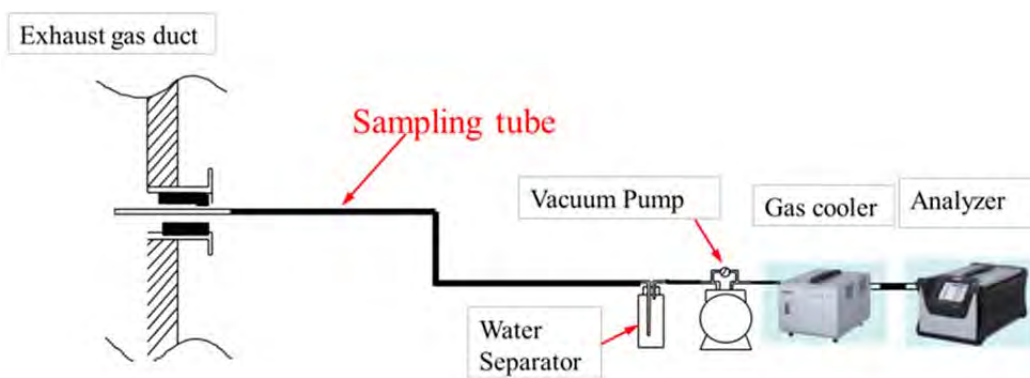 Exhaust gas duct
Sampling tube
Vacuum Pump
Gas cooler
Analyzer
Water
Separator